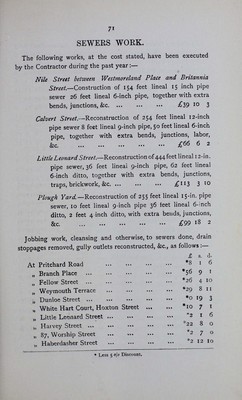 71
SEWERS WORK.
The following works, at the cost stated, have been executed
by the Contractor during the past year:—
Nile Street between Westmoreland Place and Britannia
Street.—Construction of 154 feet lineal 15 inch pipe
sewer 26 feet lineal 6-inch pipe, together with extra
bends, junctions, &c. ... ... ... £39 10 3
Calvert Street.—Reconstruction of 254 feet lineal 12-inch
pipe sewer 8 feet lineal 9-inch pipe, 50 feet lineal 6-inch
pipe, together with extra bends, junctions, labor,
&c. ... ... ... ... ... £66 6 2
Little Leonard Street.—Reconstruction of 444 feet lineal 12-in.
pipe sewer, 36 feet lineal 9-inch pipe, 62 feet lineal
6-inch ditto, together with extra bends, junctions,
traps, brickwork, &c. ... ... ... £113 3 10
Plough Yard.—Reconstruction of 255 feet lineal 15-in. pipe
sewer, 10 feet lineal 9-inch pipe 36 feet lineal 6-inch
ditto, 2 feet 4 inch ditto, with extra bends, junctions,
&c. ... ... ... ... ... £99 18 2
Jobbing work, cleansing and otherwise, to sewers done, drain
stoppages removed, gully outlets reconstructed, &c., as follows:—
£ s. d.
At Pritchard Road ... ... ... ... *8 1 6
„ Branch Place ... ... ... ... *56 9 1
„ Fellow Street ... ... ... ... *26 4 10
„ Weymouth Terrace ... ... ... *29 8 11
„ Dunloe Street ... ... ... ... *0 19 3
„ White Hart Court, Hoxton Street ... ... *10 7 1
„ Little Leonard Street ... ... ... ... *2 1 6
„ Harvey Street ... ... ... ... *22 8 0
„ 87, Worship Street ... ... ... *2 7 0
„ Haberdasher Street ... ... ... *2 12 10
* Less 5 o/o Discount.